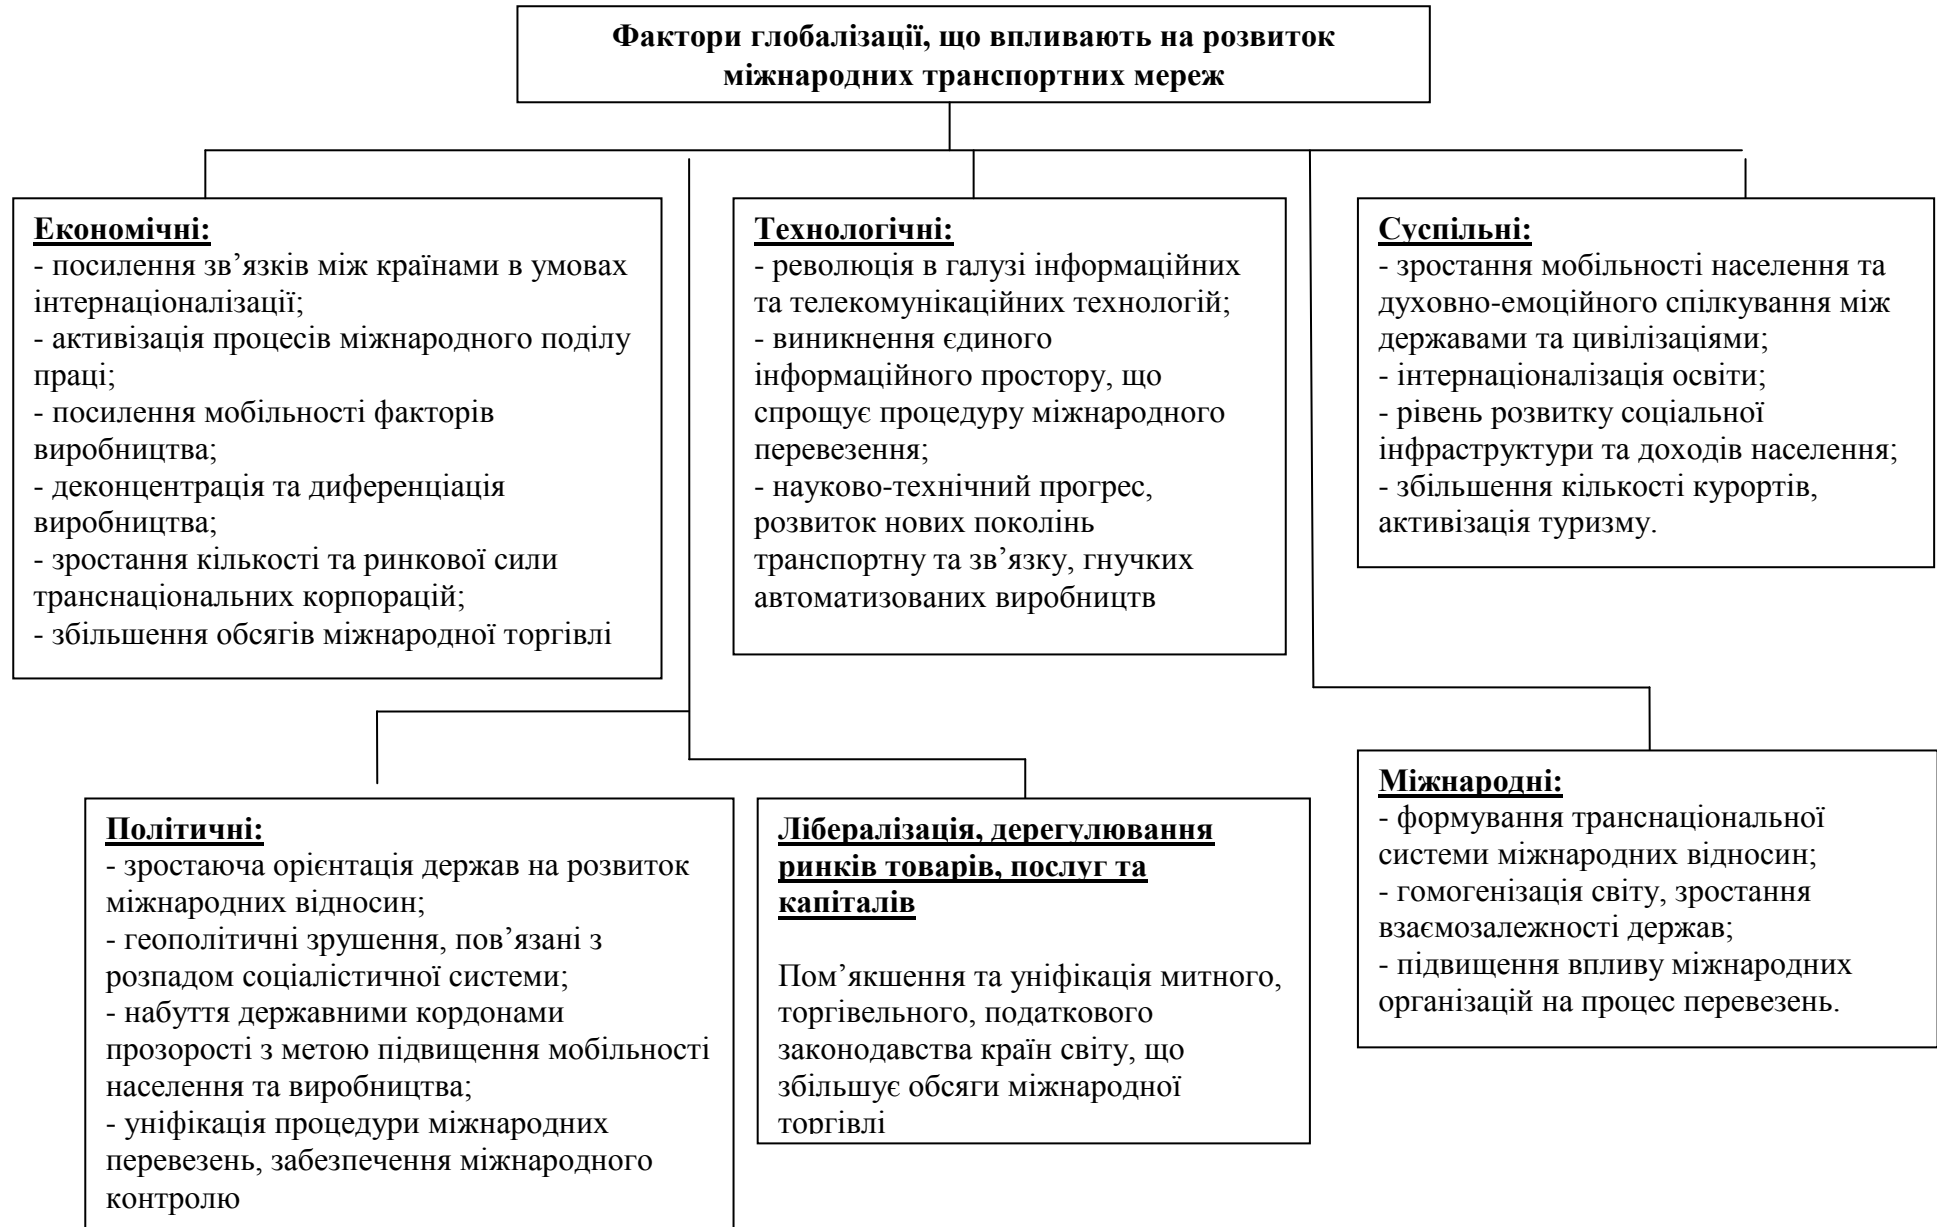 Фактори глобалізації, що впливають на розвиток
міжнародних транспортних мереж
Економічні:
- посилення зв’язків між країнами в умовах
інтернаціоналізації;
- активізація процесів міжнародного поділу
праці;
- посилення мобільності факторів
виробництва;
- деконцентрація та диференціація
виробництва;
- зростання кількості та ринкової сили
транснаціональних корпорацій;
- збільшення обсягів міжнародної торгівлі
Технологічні:
- революція в галузі інформаційних
та телекомунікаційних технологій;
- виникнення єдиного
інформаційного простору, що
спрощує процедуру міжнародного
перевезення;
- науково-технічний прогрес,
розвиток нових поколінь
транспортну та зв’язку, гнучких
автоматизованих виробництв
Суспільні:
- зростання мобільності населення та
духовно-емоційного спілкування між
державами та цивілізаціями;
- інтернаціоналізація освіти;
- рівень розвитку соціальної
інфраструктури та доходів населення;
- збільшення кількості курортів,
активізація туризму.
Політичні:
- зростаюча орієнтація держав на розвиток
міжнародних відносин;
- геополітичні зрушення, пов’язані з
розпадом соціалістичної системи;
- набуття державними кордонами
прозорості з метою підвищення мобільності
населення та виробництва;
- уніфікація процедури міжнародних
перевезень, забезпечення міжнародного
контролю
Лібералізація, дерегулювання
ринків товарів, послуг та
капіталів
Пом’якшення та уніфікація митного,
торгівельного, податкового
законодавства країн світу, що
збільшує обсяги міжнародної
торгівлі
Міжнародні:
- формування транснаціональної
системи міжнародних відносин;
- гомогенізація світу, зростання
взаємозалежності держав;
- підвищення впливу міжнародних
організацій на процес перевезень.